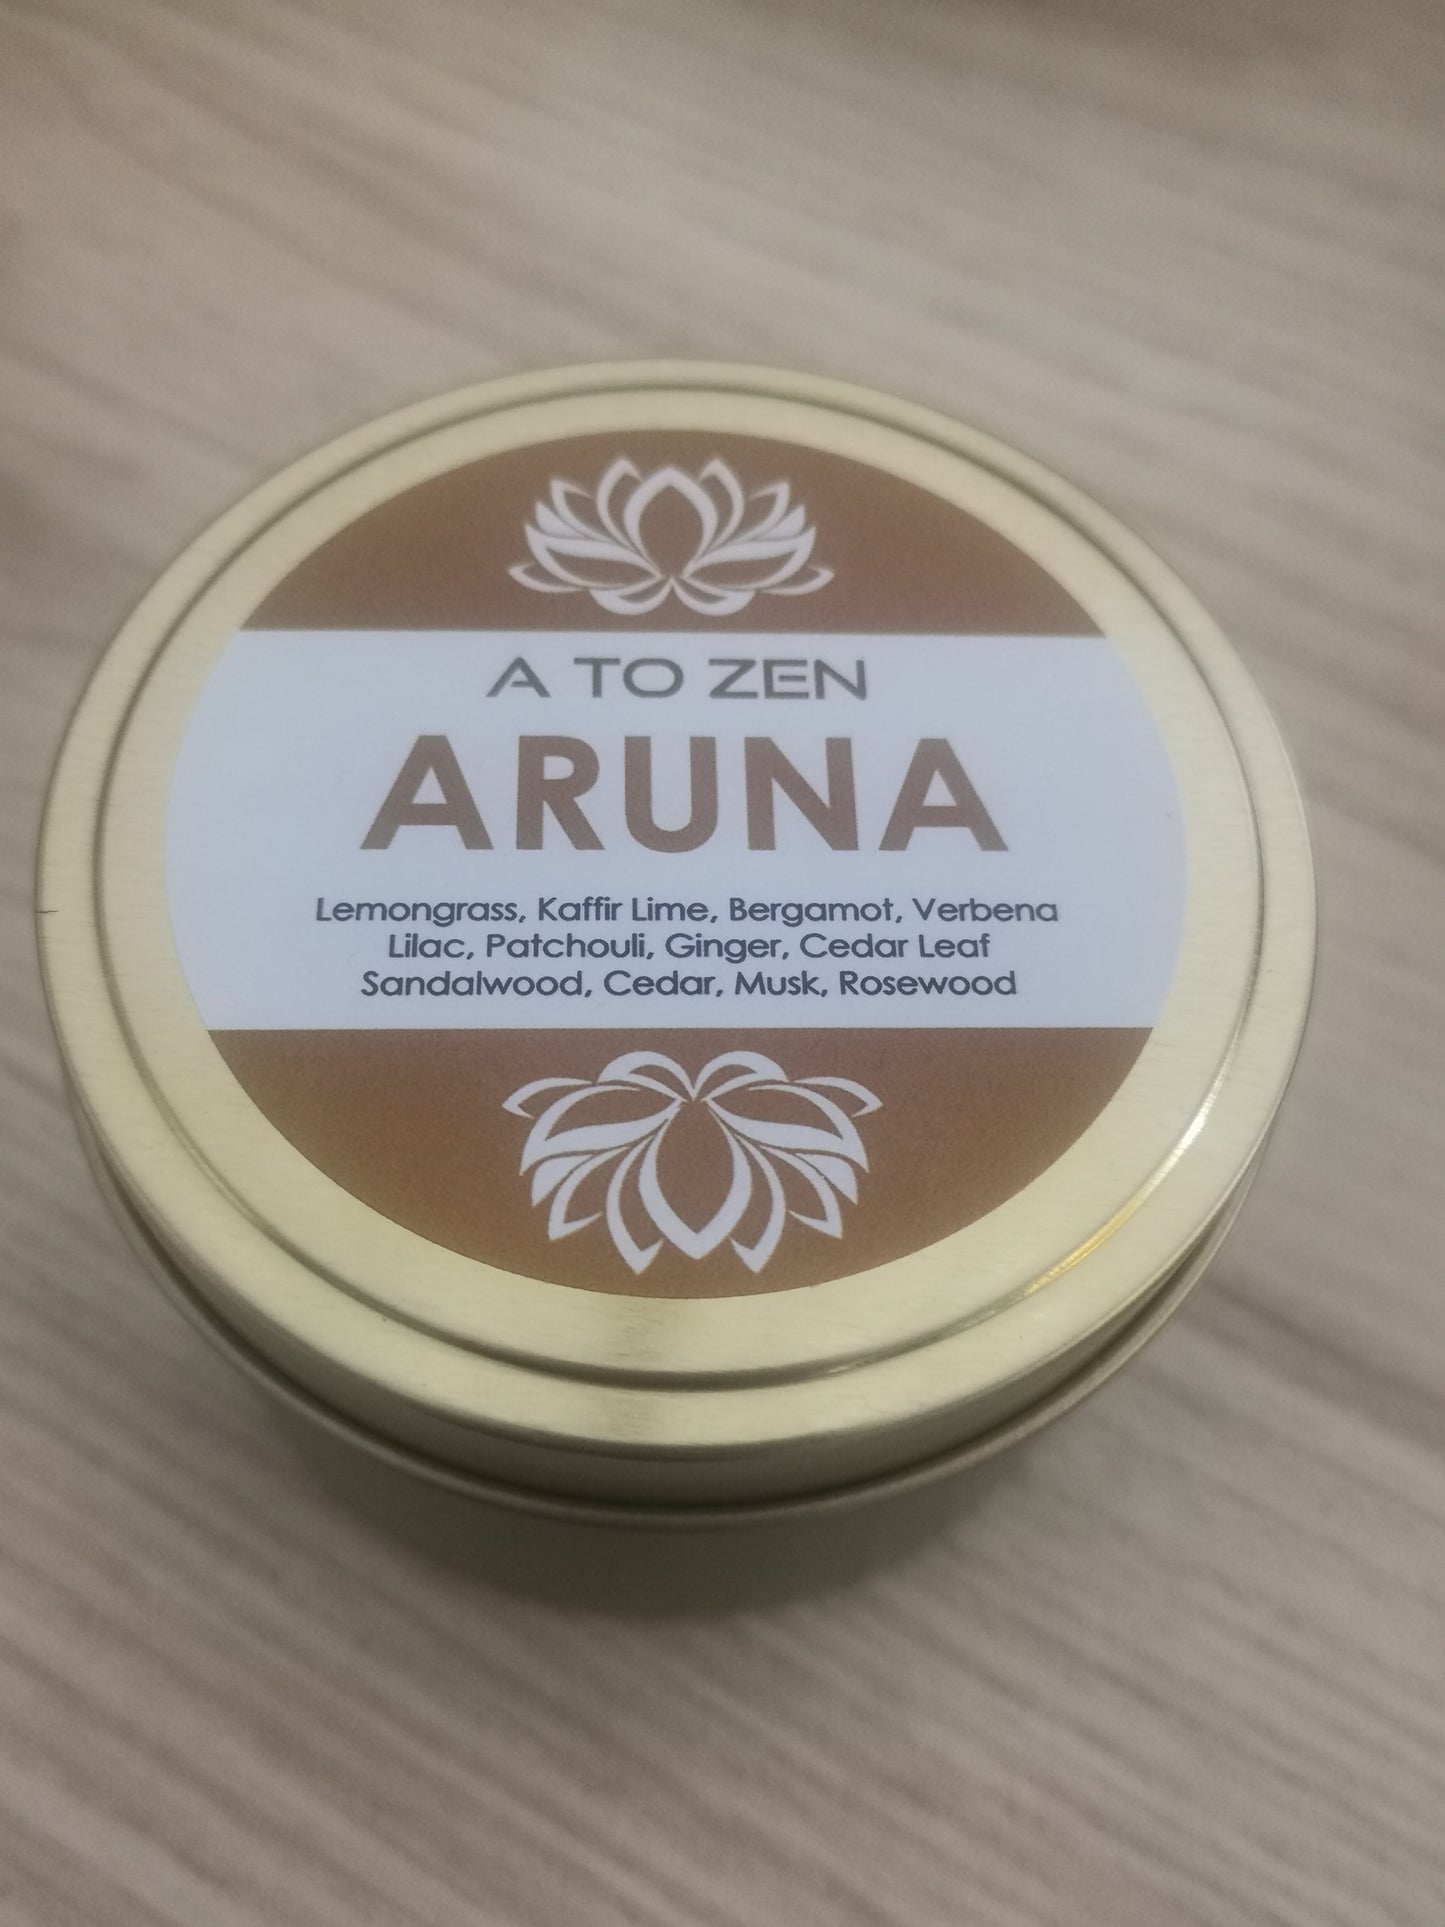 A TO ZEN
ARUNA
Lemongrass, Kaffir Lime, Bergamot, Verbena
Lilac, Patchouli, Ginger, Cedar Leaf
Sandalwood, Cedar, Musk, Rosewood